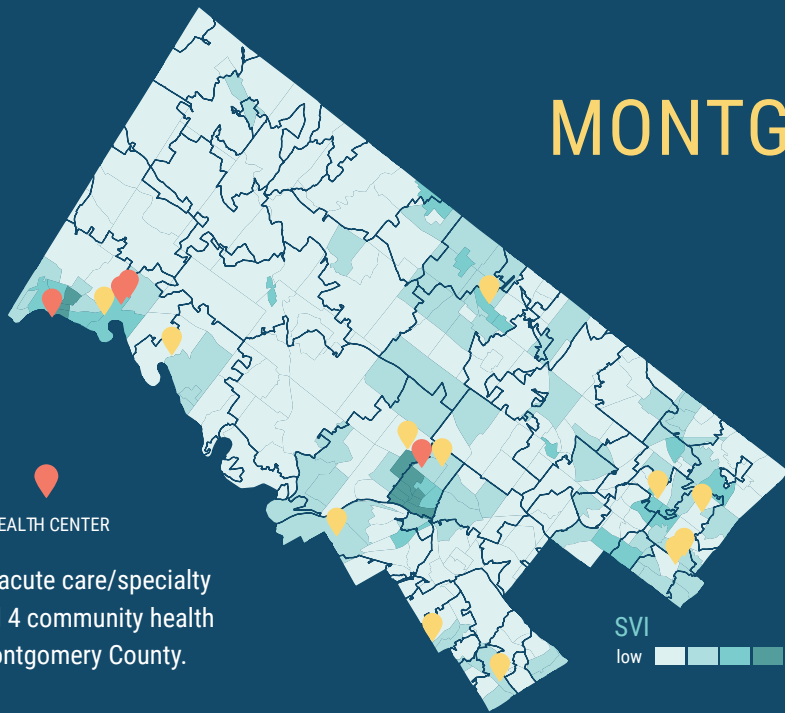 MONTG
EALTH CENTER
acute care/specialty
4 community health
ontgomery County.
SVI
low